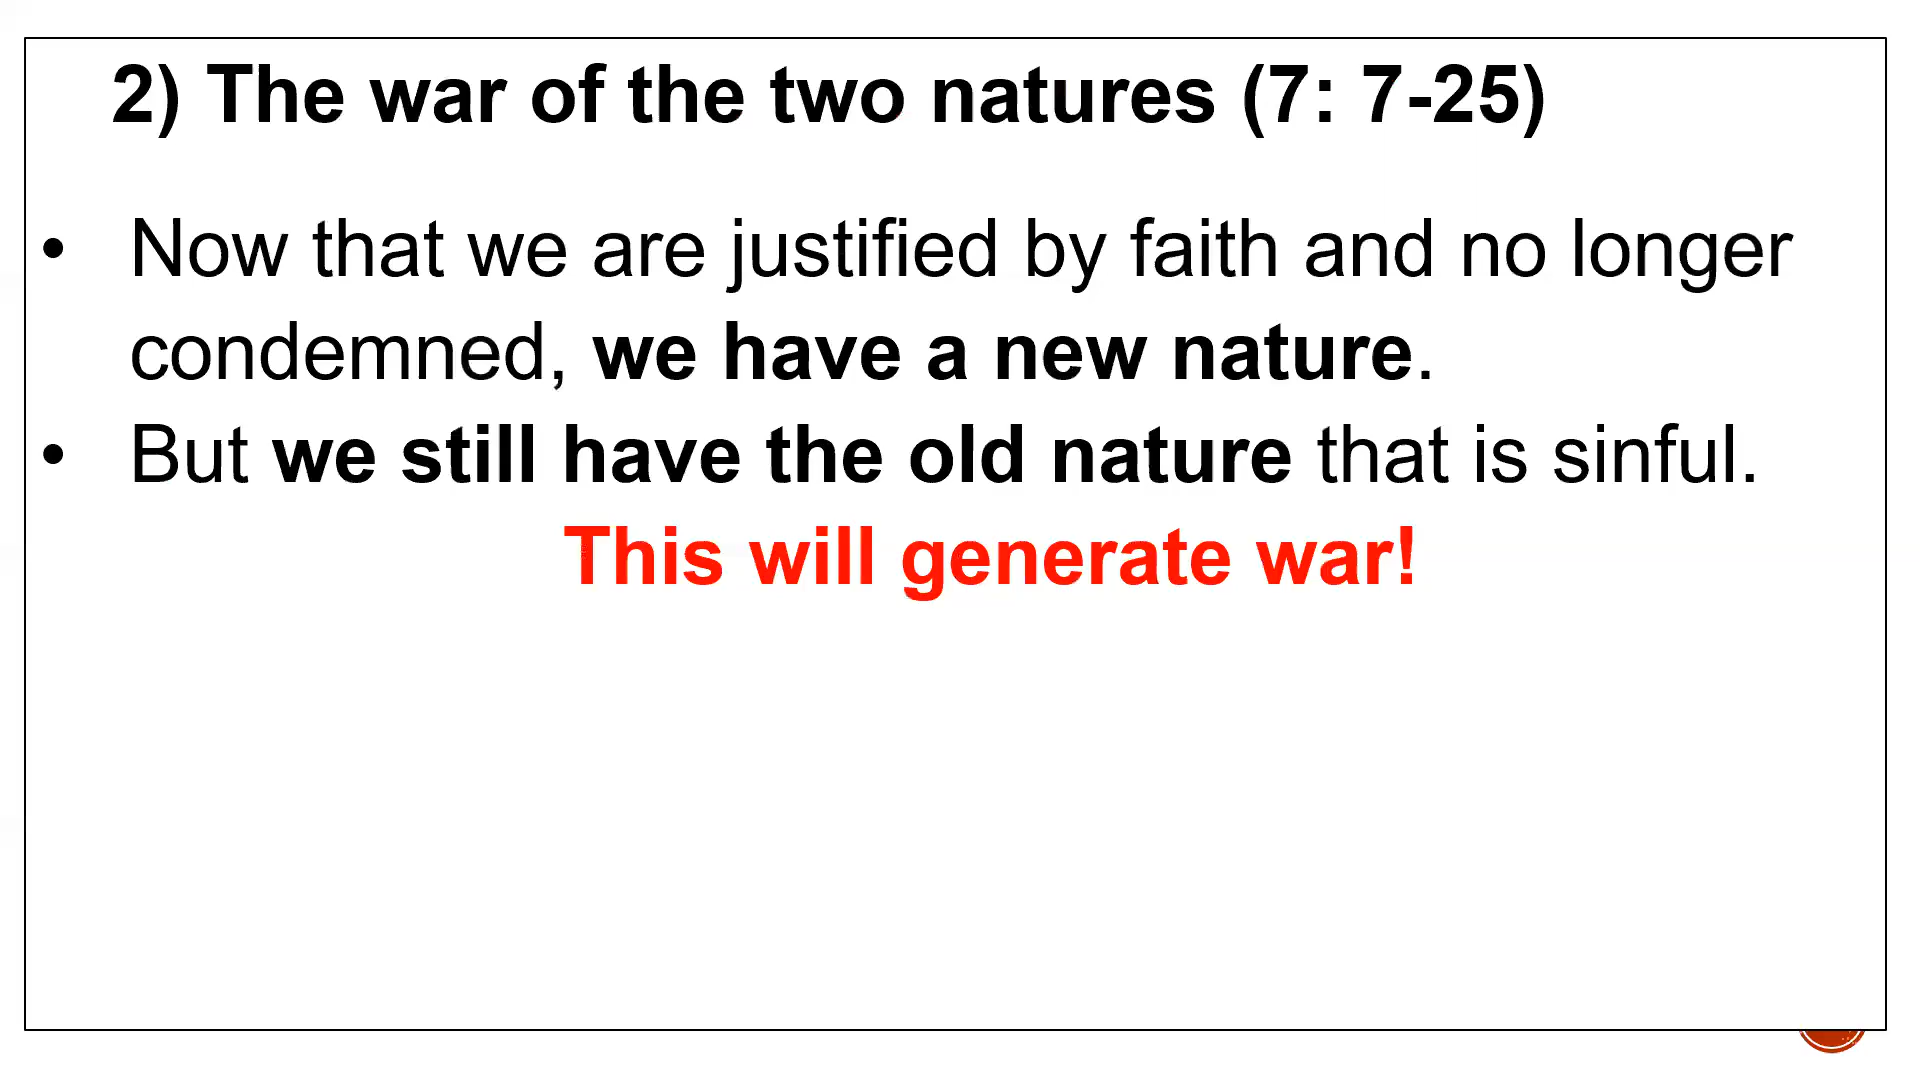 2) The war of the two natures (7: 7-25)
• Now that we are justified by faith and no longer
condemned, we have a new nature.
• But we still have the old nature that is sinful.
This will generate war!